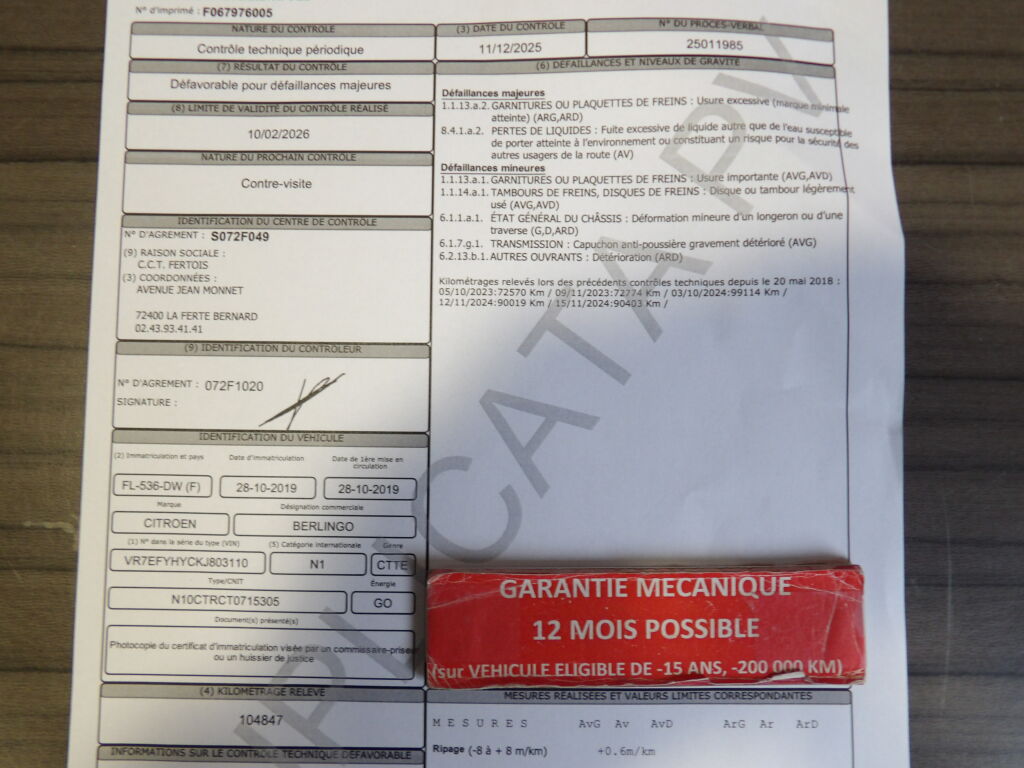 N° d'imprimé : F067976005
NATURE DU CONTRÔLE
Contrôle technique périodique
(3) DATE DU CONTRÔLE
11/12/2025
N° DU PROCÈS-VERBAL
25011985
(7) RÉSULTAT DU CONTRÔLE
Défavorable pour défaillances majeures
(8) LIMITE DE VALIDITÉ DU CONTRÔLE RÉALISÉ
10/02/2026
NATURE DU PROCHAIN CONTRÔLE
Contre-visite
IDENTIFICATION DU CENTRE DE CONTRÔLE
N° D'AGRÉMENT : S072F049
(9) RAISON SOCIALE :
C.C.T. FERTOIS
(3) COORDONNÉES :
AVENUE JEAN MONNET
72400 LA FERTE BERNARD
02.43.93.41.41
(9) IDENTIFICATION DU CONTRÔLEUR
N° D'AGRÉMENT : 072F1020
SIGNATURE :
IDENTIFICATION DU VÉHICULE
(2) Immatriculation et pays
Date d'immatriculation
Date de 1ère mise en
circulation
FL-536-DW (F)
28-10-2019
28-10-2019
Marque
Désignation commerciale
CITROEN
BERLINGO
(1) N° dans la série du type (VIN)
(5) Catégorie internationale
Genre
VR7EFYHYCKJ803110
N1
CTTE
Type/CNIT
Énergie
N10CTRCT0715305
GO
Document(s) présenté(s)
Photocopie du certificat d'immatriculation visée par un commissaire-priseur
ou un huissier de justice
(4) KILOMÉTRAGE RELEVÉ
104847
INFORMATIONS SUR LE CONTRÔLE TECHNIQUE DÉFAVORABLE
(6) DÉFAILLANCES ET NIVEAUX DE GRAVITÉ
Défaillances majeures
1.1.13.a.2. GARNITURES OU PLAQUETTES DE FREINS : Usure excessive (marque minimale
atteinte) (ARG,ARD)
8.4.1.a.2. PERTES DE LIQUIDES : Fuite excessive de liquide autre que de l'eau susceptible
de porter atteinte à l'environnement ou constituant un risque pour la sécurité des
autres usagers de la route (AV)
Défaillances mineures
1.1.13.a.1. GARNITURES OU PLAQUETTES DE FREINS : Usure importante (AVG,AVD)
1.1.14.a.1. TAMBOURS DE FREINS, DISQUES DE FREINS : Disque ou tambour légèrement
usé (AVG,AVD)
6.1.1.a.1. ÉTAT GÉNÉRAL DU CHÂSSIS : Déformation mineure d'un longeron ou d'une
traverse (G,D,ARD)
6.1.7.g.1. TRANSMISSION : Capuchon anti-poussière gravement détérioré (AVG)
6.2.13.b.1. AUTRES OUVRANTS : Détérioration (ARD)
Kilométrages relevés lors des précédents contrôles techniques depuis le 20 mai 2018 :
05/10/2023:72570 Km / 09/11/2023:72774 Km / 03/10/2024:99114 Km /
12/11/2024:90019 Km / 15/11/2024:90403 Km /
GARANTIE MECANIQUE
12 MOIS POSSIBLE
(sur VEHICULE ELIGIBLE DE -15 ANS, -200 000 KM)
MESURES RÉALISÉES ET VALEURS LIMITES CORRESPONDANTES
MESURES AvG Av AvD ArG Ar ArD
Ripage (-8 à + 8 m/km) +0.6m/km